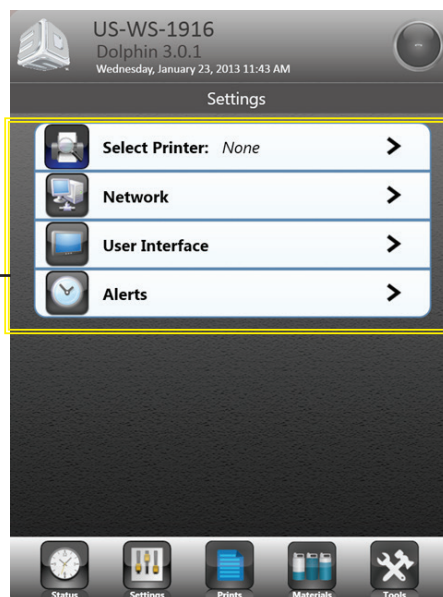 US-WS-1916
Dolphin 3.0.1
Wednesday, January 23, 2013 11:43 AM
Settings
Select Printer: None
Network
User Interface
Alerts
Status Settings Prints Materials Tools